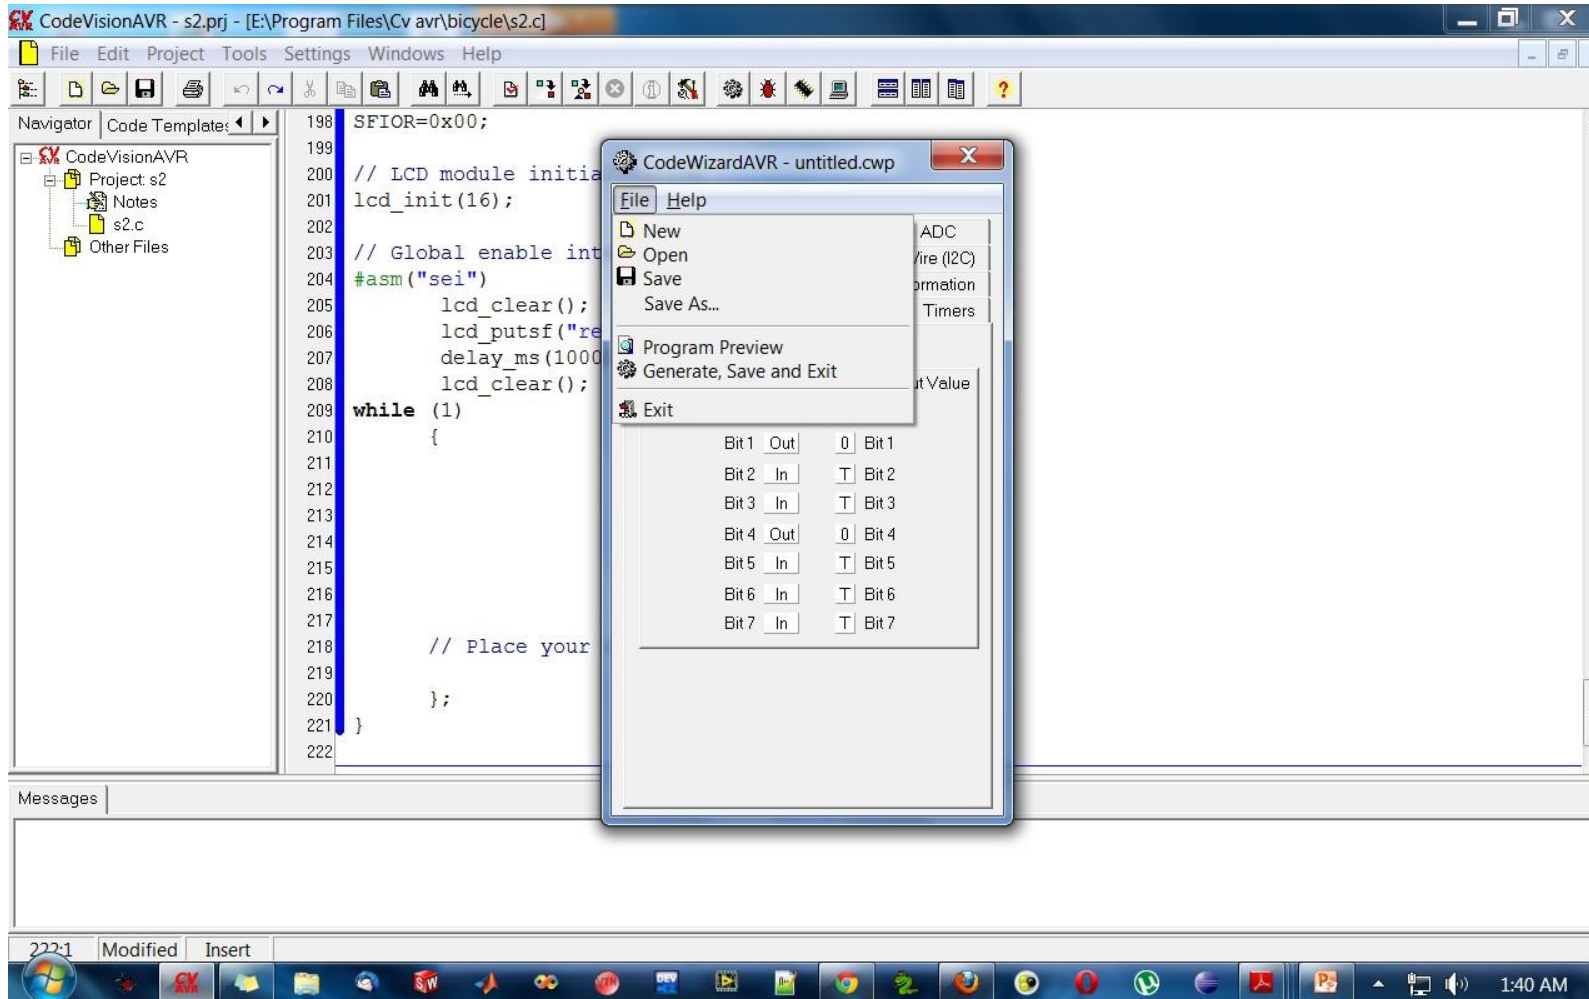 CodeVisionAVR - s2.prj - [E:\Program Files\Cv avr\bicycle\s2.c]
File Edit Project Tools Settings Windows Help
Navigator Code Templates
CodeVisionAVR
Project: s2
Notes
s2.c
Other Files
198 SFIOR=0x00;
199
200 // LCD module initia
201 lcd_init(16);
202
203 // Global enable int
204 #asm("sei")
205 lcd_clear();
206 lcd_putsf("re
207 delay_ms(1000
208 lcd_clear();
209 while (1)
210 {
211
212
213
214
215
216
217
218 // Place your
219
220 };
221 }
222
CodeWizardAVR - untitled.cwp
File Help
New
Open
Save
Save As...
Program Preview
Generate, Save and Exit
Exit
ADC
Wire (I2C)
ormation
Timers
ut Value
Bit 1 Out 0 Bit 1
Bit 2 In T Bit 2
Bit 3 In T Bit 3
Bit 4 Out 0 Bit 4
Bit 5 In T Bit 5
Bit 6 In T Bit 6
Bit 7 In T Bit 7
Messages
222:1 Modified Insert
1:40 AM